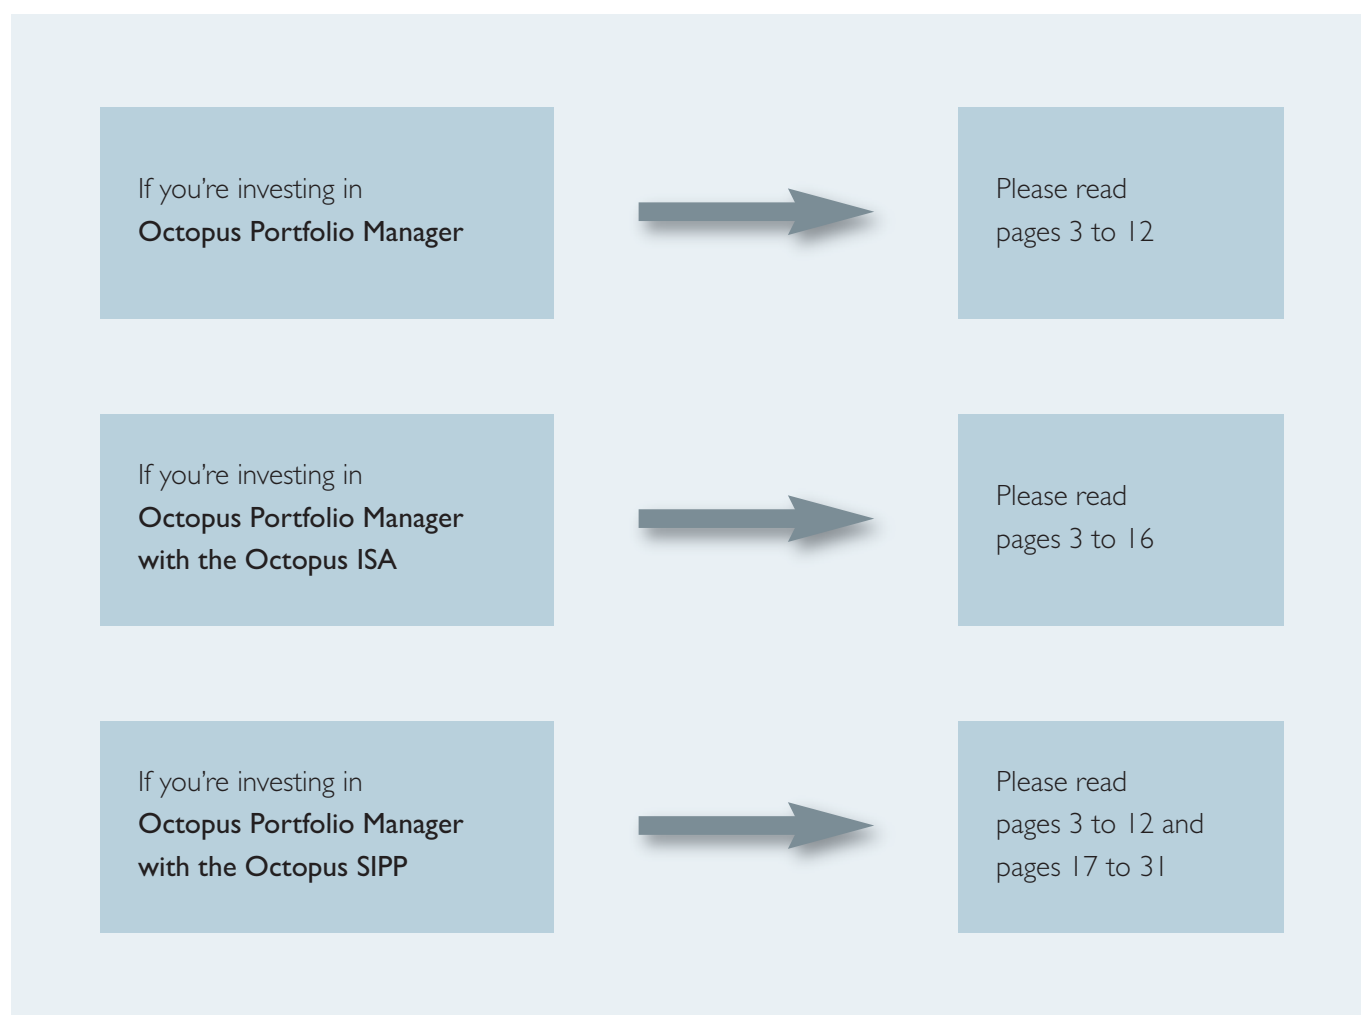 If you're investing in
Octopus Portfolio Manager
Please read
pages 3 to 12
If you're investing in
Octopus Portfolio Manager
with the Octopus ISA
Please read
pages 3 to 16
If you're investing in
Octopus Portfolio Manager
with the Octopus SIPP
Please read
pages 3 to 12 and
pages 17 to 31